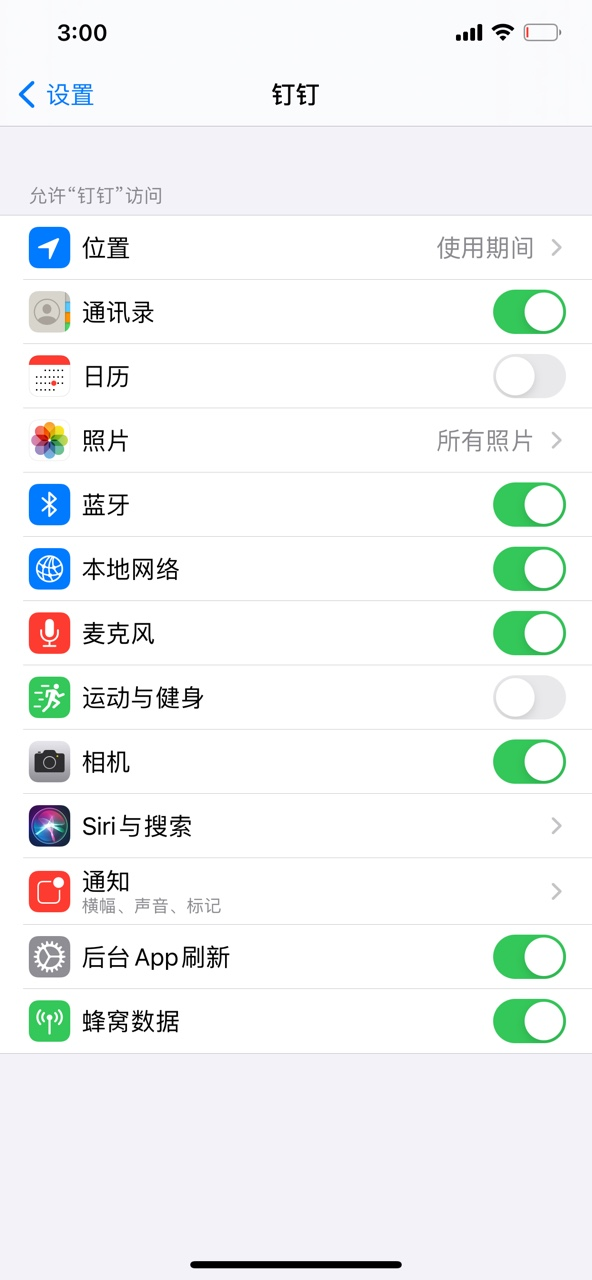 3:00
设置
钉钉
允许“钉钉”访问
位置 使用期间
通讯录
日历
照片 所有照片
蓝牙
本地网络
麦克风
运动与健身
相机
Siri与搜索
通知
横幅、声音、标记
后台App刷新
蜂窝数据